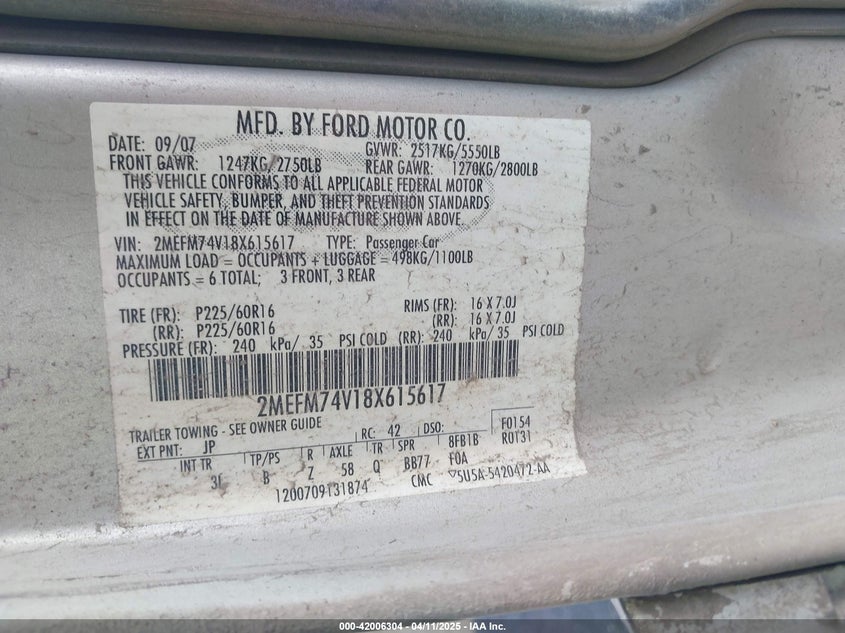 MFD. BY FORD MOTOR CO.
DATE: 09/07 GVWR: 2517KG/5550LB
FRONT GAWR: 1247KG/2750LB REAR GAWR: 1270KG/2800LB
THIS VEHICLE CONFORMS TO ALL APPLICABLE FEDERAL MOTOR
VEHICLE SAFETY, BUMPER, AND THEFT PREVENTION STANDARDS
IN EFFECT ON THE DATE OF MANUFACTURE SHOWN ABOVE.
VIN: 2MEFM74V18X615617 TYPE: Passenger Car
MAXIMUM LOAD = OCCUPANTS + LUGGAGE = 498KG/1100LB
OCCUPANTS = 6 TOTAL; 3 FRONT, 3 REAR
TIRE (FR): P225/60R16 RIMS (FR): 16 X 7.0J
(RR): P225/60R16 (RR): 16 X 7.0J
PRESSURE (FR): 240 kPa/ 35 PSI COLD (RR): 240 kPa/ 35 PSI COLD
2MEFM74V18X615617
TRAILER TOWING - SEE OWNER GUIDE F0154
EXT PNT: JP RC: 42 DSO: R0T31
INT TR TP/PS R AXLE TR SPR 8FB1B
3F B Z 58 Q BB77 F0A
1200709131874 CMC 5U5A-5420472-AA
000-42006304 - 04/11/2025 - IAA Inc.